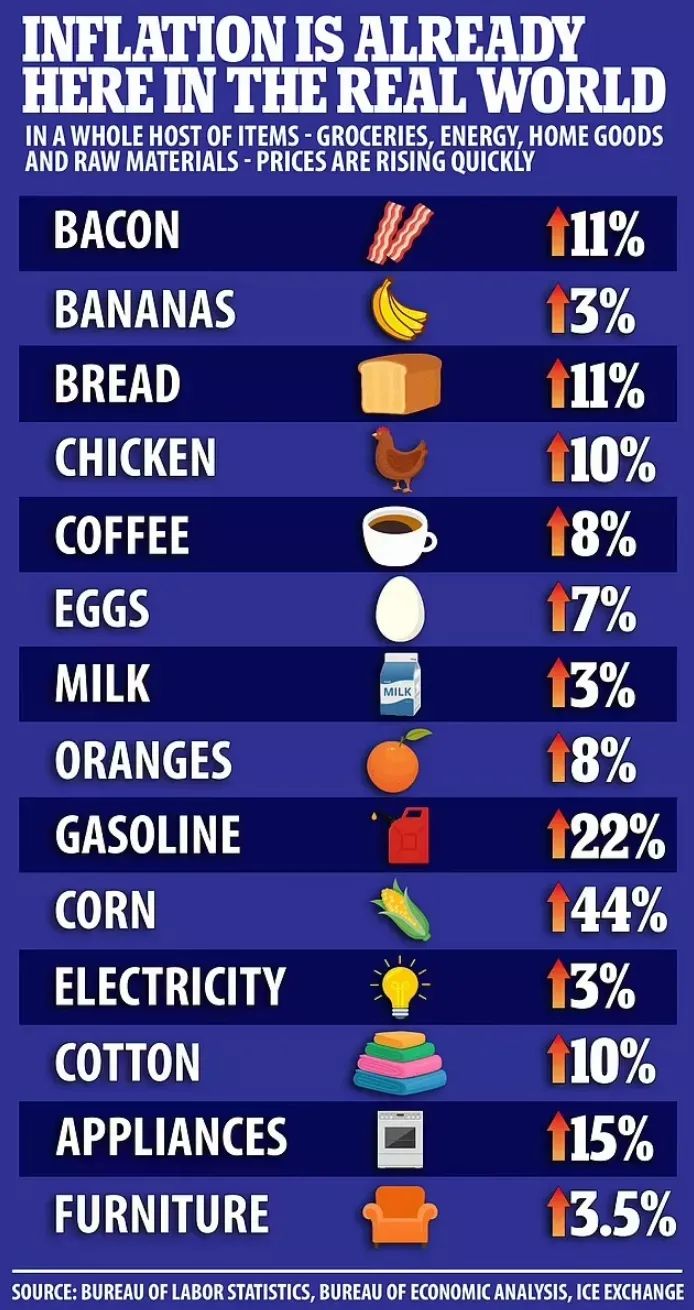 INFLATION IS ALREADY
HERE IN THE REAL WORLD
IN A WHOLE HOST OF ITEMS - GROCERIES, ENERGY, HOME GOODS
AND RAW MATERIALS - PRICES ARE RISING QUICKLY
BACON 11%
BANANAS 3%
BREAD 11%
CHICKEN 10%
COFFEE 8%
EGGS 7%
MILK MILK 3%
ORANGES 8%
GASOLINE 22%
CORN 44%
ELECTRICITY 3%
COTTON 10%
APPLIANCES 15%
FURNITURE 3.5%
SOURCE: BUREAU OF LABOR STATISTICS, BUREAU OF ECONOMIC ANALYSIS, ICE EXCHANGE